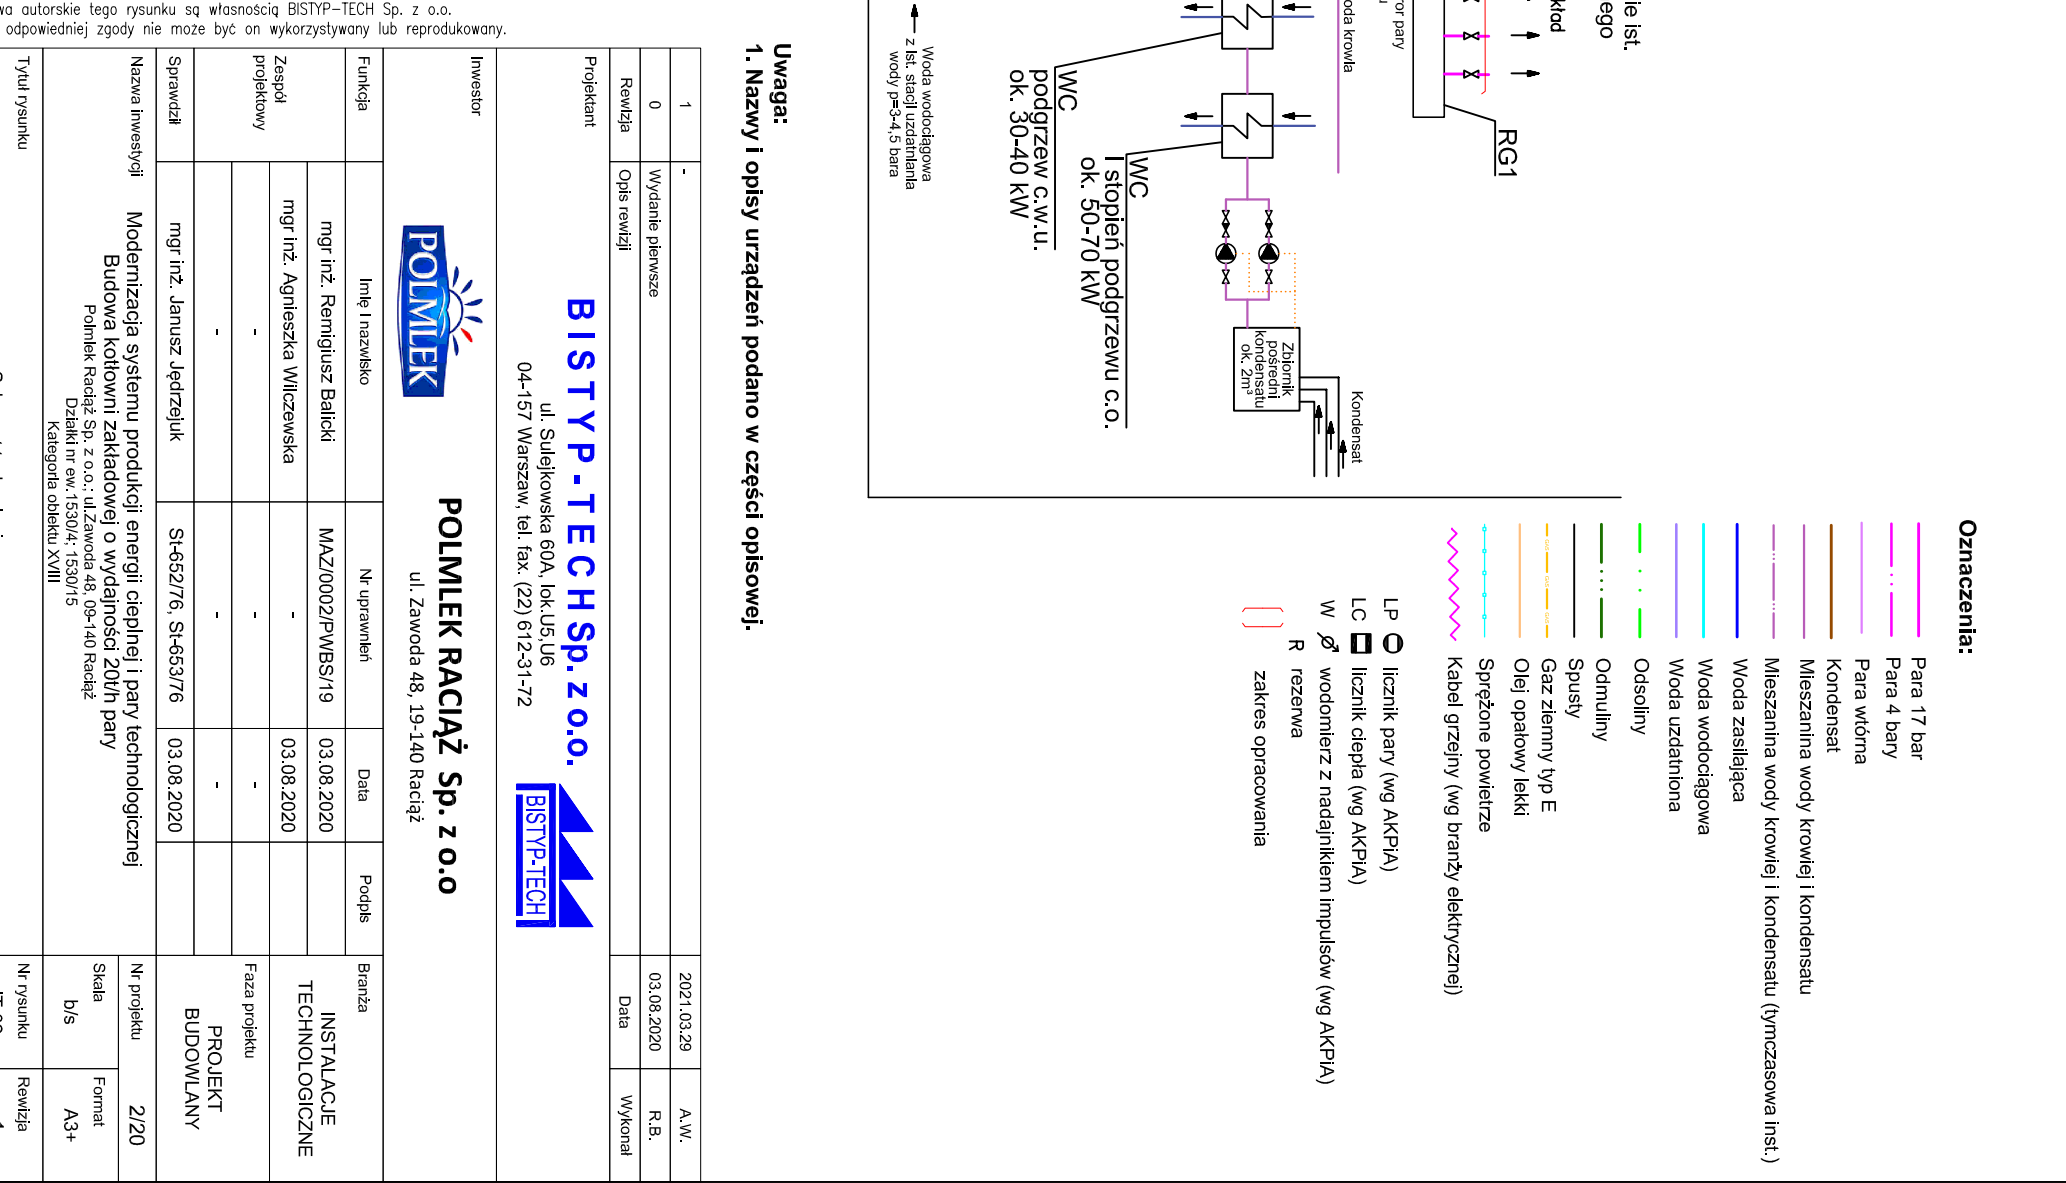 wa autorskie tego rysunku są własnością BISTYP-TECH Sp. z o.o.
odpowiedniej zgody nie może być on wykorzystywany lub reprodukowany.
ie ist.
ego
kład
or pary
RG1
oda krowia
WC
podgrzew c.w.u.
ok. 30-40 kW
WC
I stopień podgrzewu c.o.
ok. 50-70 kW
Woda wodociągowa
z ist. stacji uzdatniania
wody p=3-4,5 bara
Zbiornik
pośredni
kondensatu
ok. 2m³
Kondensat
Oznaczenia:
Para 17 bar
Para 4 bary
Para wtórna
Kondensat
Mieszanina wody krowiej i kondensatu
Mieszanina wody krowiej i kondensatu (tymczasowa inst.)
Woda zasilająca
Woda wodociągowa
Woda uzdatniona
Odsoliny
Odmuliny
Spusty
Gaz ziemny typ E
Olej opałowy lekki
Sprężone powietrze
Kabel grzejny (wg branży elektrycznej)
LP licznik pary (wg AKPiA)
LC licznik ciepła (wg AKPiA)
W wodomierz z nadajnikiem impulsów (wg AKPiA)
R rezerwa
zakres opracowania
Uwaga:
1. Nazwy i opisy urządzeń podano w części opisowej.
1 - 2021.03.29 A.W.
0 Wydanie pierwsze 03.08.2020 R.B.
Rewizja Opis rewizji Data Wykonał
Projektant
BISTYP-TECH Sp. z o.o.
ul. Sulejkowska 60A, lok.U5,U6
04-157 Warszaw, tel. fax. (22) 612-31-72
BISTYP-TECH
Inwestor
POLMLEK
POLMLEK RACIĄŻ Sp. z o.o
ul. Zawoda 48, 19-140 Raciąż
Funkcja Imię i nazwisko Nr uprawnień Data Podpis Branża
Zespół
projektowy
mgr inż. Remigiusz Balicki MAZ/0002/PWBS/19 03.08.2020
mgr inż. Agnieszka Wilczewska - 03.08.2020
- - -
- - -
Sprawdził mgr inż. Janusz Jędrzejuk St-652/76, St-653/76 03.08.2020
INSTALACJE
TECHNOLOGICZNE
Faza projektu
PROJEKT
BUDOWLANY
Nazwa inwestycji
Modernizacja systemu produkcji energii cieplnej i pary technologicznej
Budowa kotłowni zakładowej o wydajności 20t/h pary
Polmlek Raciąż Sp. z o.o.; ul.Zawoda 48, 09-140 Raciąż
Działki nr ew.1530/4; 1530/15
Kategoria obiektu XVIII
Nr projektu 2/20
Skala
b/s
Format
A3+
Tytuł rysunku
Nr rysunku
Rewizja